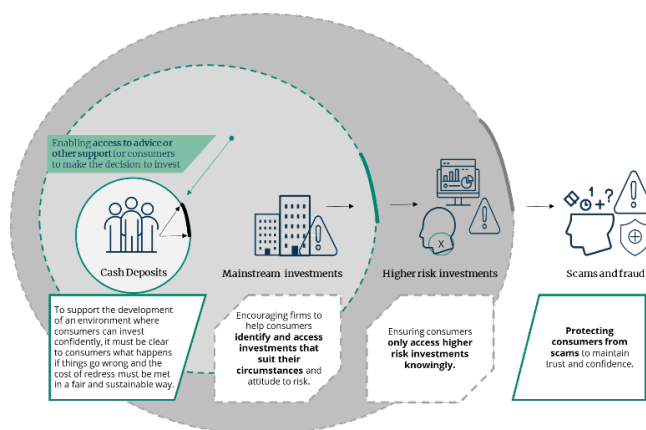 Enabling access to advice or
other support for consumers
to make the decision to invest
1
+?
X
Cash Deposits
Mainstream investments
Higher risk investments
Scams and fraud
To support the development
of an environment where
consumers can invest
confidently, it must be clear
to consumers what happens
if things go wrong and the
cost of redress must be met
in a fair and sustainable way.
Encouraging firms to
help consumers
identify and access
investments that
suit their
circumstances and
attitude to risk.
Ensuring consumers
only access higher
risk investments
knowingly.
Protecting
consumers from
scams to maintain
trust and confidence.